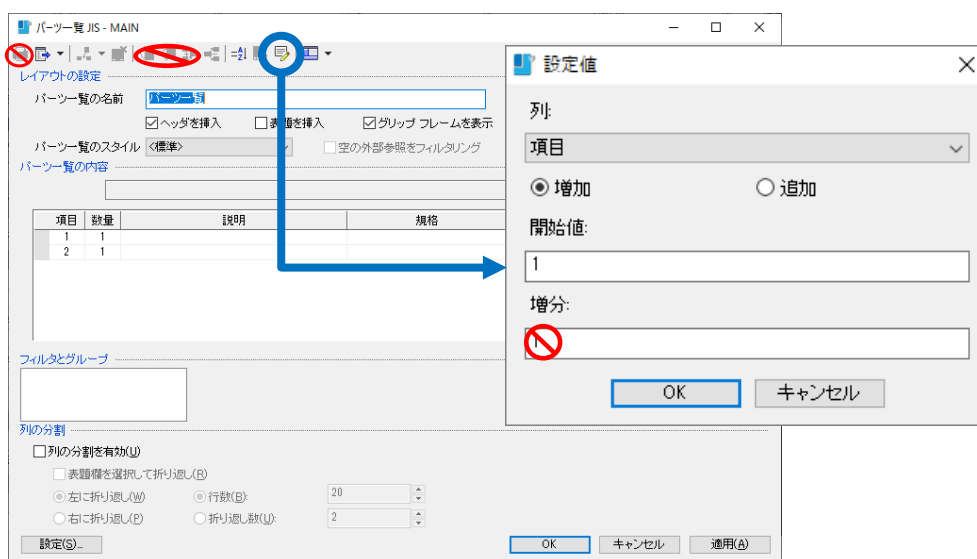 パーツ一覧 JIS - MAIN
レイアウトの設定
パーツ一覧の名前 パーツ一覧
ヘッダを挿入 表題を挿入 グリップ フレームを表示
パーツ一覧のスタイル <標準> 空の外部参照をフィルタリング
パーツ一覧の内容
項目 数量 説明 規格
1 1
2 1
フィルタとグループ
列の分割
列の分割を有効(U)
表題欄を選択して折り返し(R)
左に折り返し(W) 行数(B): 20
右に折り返し(P) 折り返し数(U): 2
設定(S)... OK キャンセル 適用(A)
設定値
列:
項目
増加 追加
開始値:
1
増分:
OK キャンセル